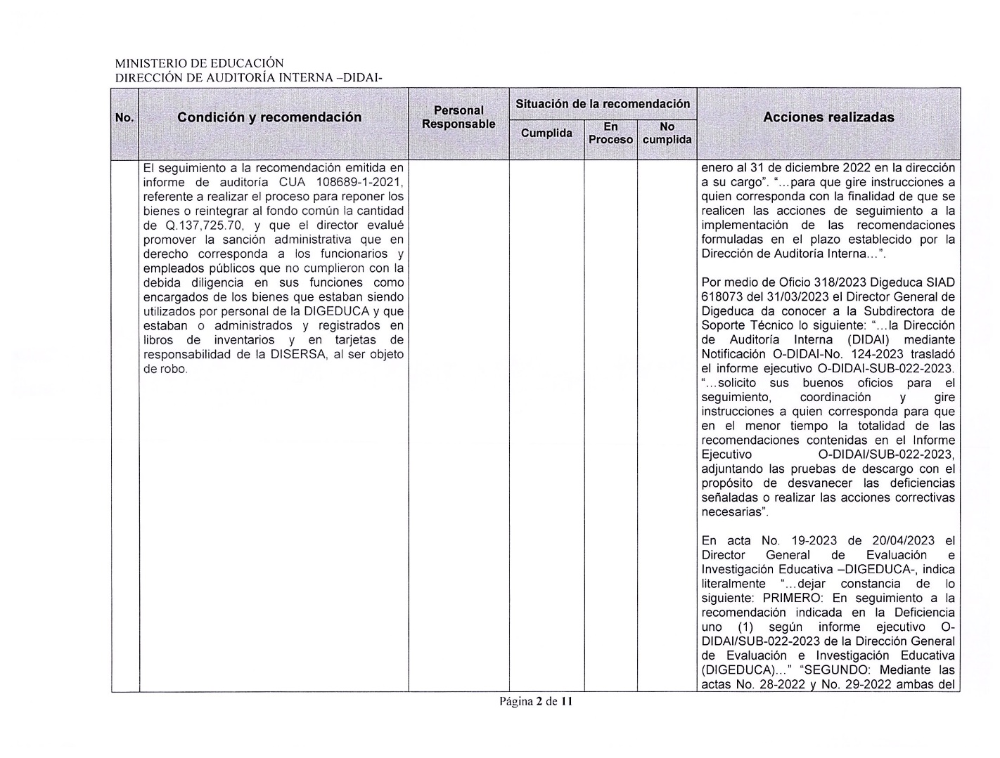 MINISTERIO DE EDUCACIÓN
DIRECCIÓN DE AUDITORÍA INTERNA –DIDAI-
No.
Condición y recomendación
Personal
Responsable
Situación de la recomendación
Cumplida
En
Proceso
No
cumplida
Acciones realizadas
El seguimiento a la recomendación emitida en
informe de auditoría CUA 108689-1-2021,
referente a realizar el proceso para reponer los
bienes o reintegrar al fondo común la cantidad
de Q.137,725.70, y que el director evalué
promover la sanción administrativa que en
derecho corresponda a los funcionarios y
empleados públicos que no cumplieron con la
debida diligencia en sus funciones como
encargados de los bienes que estaban siendo
utilizados por personal de la DIGEDUCA y que
estaban o administrados y registrados en
libros de inventarios y en tarjetas de
responsabilidad de la DISERSA, al ser objeto
de robo.
enero al 31 de diciembre 2022 en la dirección
a su cargo”. “...para que gire instrucciones a
quien corresponda con la finalidad de que se
realicen las acciones de seguimiento a la
implementación de las recomendaciones
formuladas en el plazo establecido por la
Dirección de Auditoría Interna...”.
Por medio de Oficio 318/2023 Digeduca SIAD
618073 del 31/03/2023 el Director General de
Digeduca da conocer a la Subdirectora de
Soporte Técnico lo siguiente: “...la Dirección
de Auditoría Interna (DIDAI) mediante
Notificación O-DIDAI-No. 124-2023 trasladó
el informe ejecutivo O-DIDAI-SUB-022-2023.
“...solicito sus buenos oficios para el
seguimiento, coordinación y gire
instrucciones a quien corresponda para que
en el menor tiempo la totalidad de las
recomendaciones contenidas en el Informe
Ejecutivo O-DIDAI/SUB-022-2023,
adjuntando las pruebas de descargo con el
propósito de desvanecer las deficiencias
señaladas o realizar las acciones correctivas
necesarias”.
En acta No. 19-2023 de 20/04/2023 el
Director General de Evaluación e
Investigación Educativa –DIGEDUCA-, indica
literalmente “...dejar constancia de lo
siguiente: PRIMERO: En seguimiento a la
recomendación indicada en la Deficiencia
uno (1) según informe ejecutivo O-
DIDAI/SUB-022-2023 de la Dirección General
de Evaluación e Investigación Educativa
(DIGEDUCA)...” “SEGUNDO: Mediante las
actas No. 28-2022 y No. 29-2022 ambas del
Página 2 de 11